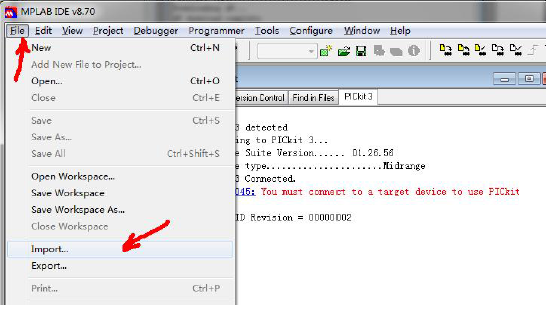 MPLAB IDE v8.70
File Edit View Project Debugger Programmer Tools Configure Window Help
New Ctrl+N
Add New File to Project...
Open... Ctrl+O
Close Ctrl+E
Save Ctrl+S
Save As...
Save All Ctrl+Shift+S
Open Workspace...
Save Workspace
Save Workspace As...
Close Workspace
Import...
Export...
Print... Ctrl+P
ersion Control Find in Files PICkit 3
3 detected
ng to PICkit 3...
e Suite Version...... 01.26.56
e type.....................Midrange
3 Connected.
045: You must connect to a target device to use PICkit
ID Revision = 00000002